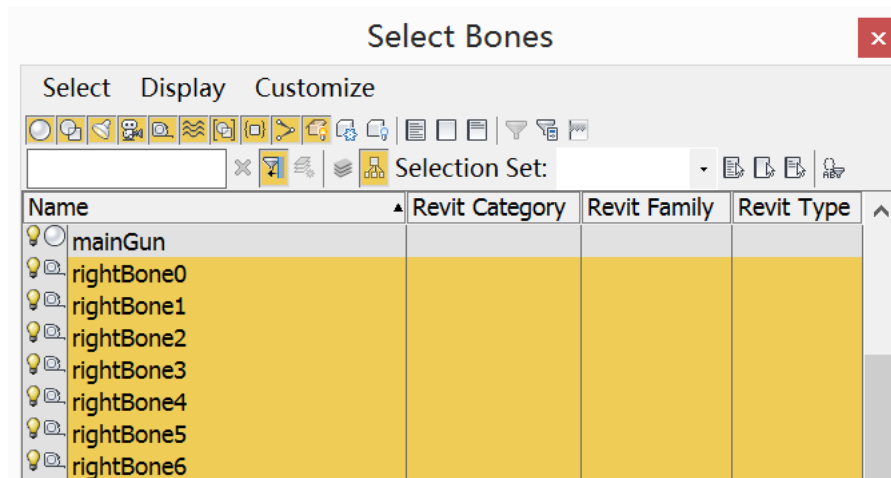 Select Bones
Select Display Customize
Selection Set:
Name Revit Category Revit Family Revit Type
mainGun
rightBone0
rightBone1
rightBone2
rightBone3
rightBone4
rightBone5
rightBone6